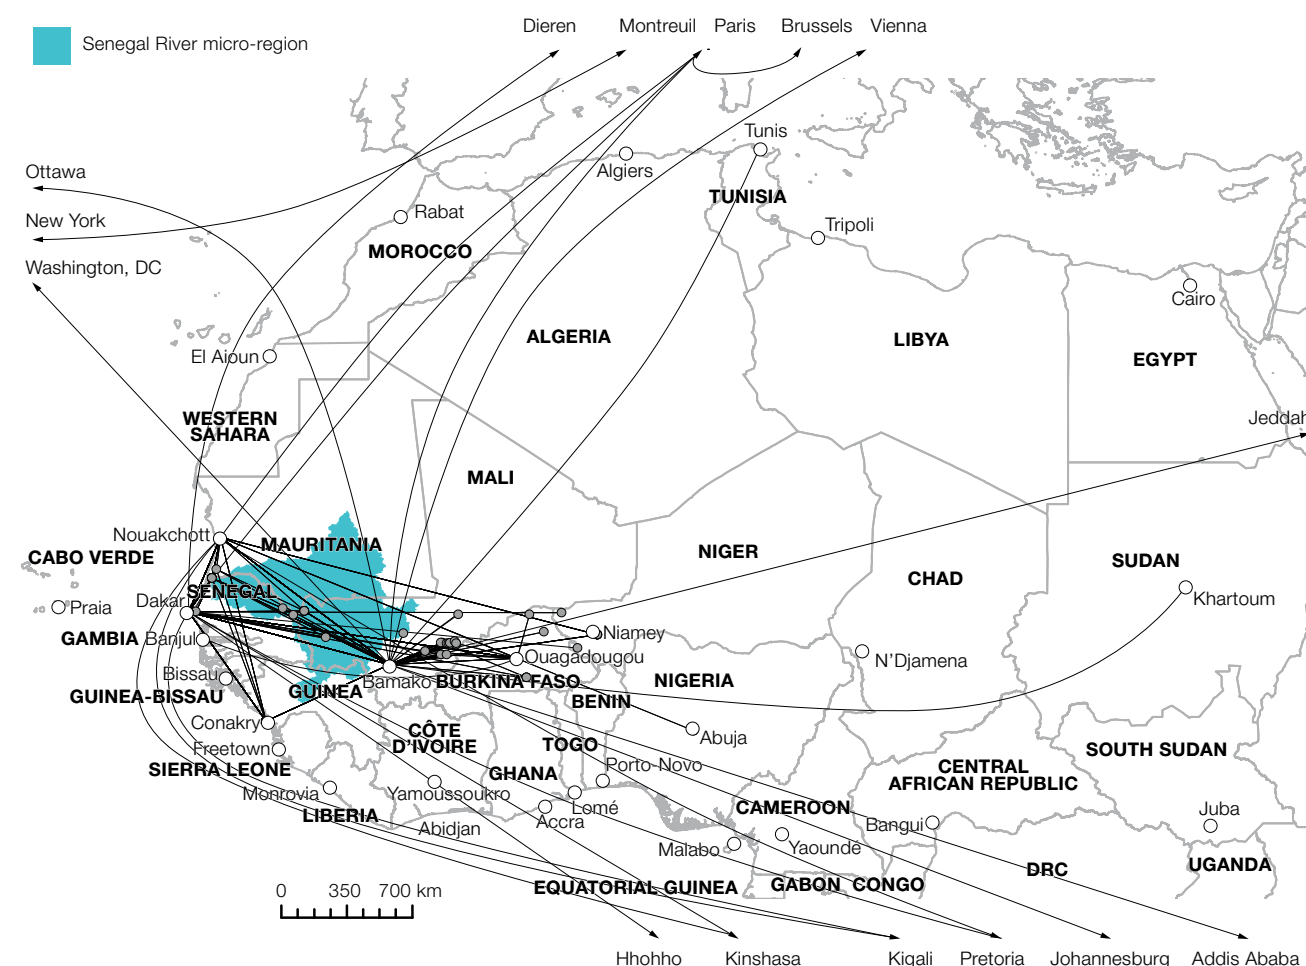 Dieren
Montreuil
Paris
Brussels
Vienna
Senegal River micro-region
Tunis
Algiers
Ottawa
TUNISIA
New York
Rabat
Tripoli
MOROCCO
Washington, DC
Cairo
ALGERIA
LIBYA
EGYPT
El Aioun
WESTERN
SAHARA
Jeddah
MALI
Nouakchott
MAURITANIA
CABO VERDE
NIGER
SUDAN
CHAD
SENEGAL
Dakar
Praia
Khartoum
GAMBIA
Banjul
Niamey
Ouagadougou
N'Djamena
Bissau
Bamako
BURKINA FASO
NIGERIA
GUINEA-BISSAU
GUINEA
BENIN
Conakry
CÔTE
D'IVOIRE
Abuja
Freetown
TOGO
SOUTH SUDAN
SIERRA LEONE
GHANA
Porto-Novo
CENTRAL
AFRICAN REPUBLIC
Monrovia
Yamoussoukro
Lomé
CAMEROON
Juba
LIBERIA
Abidjan
Accra
Bangui
Malabo
Yaounde
UGANDA
DRC
0 350 700 km
EQUATORIAL GUINEA
GABON
CONGO
Hhohho
Kinshasa
Kigali
Pretoria
Johannesburg
Addis Ababa